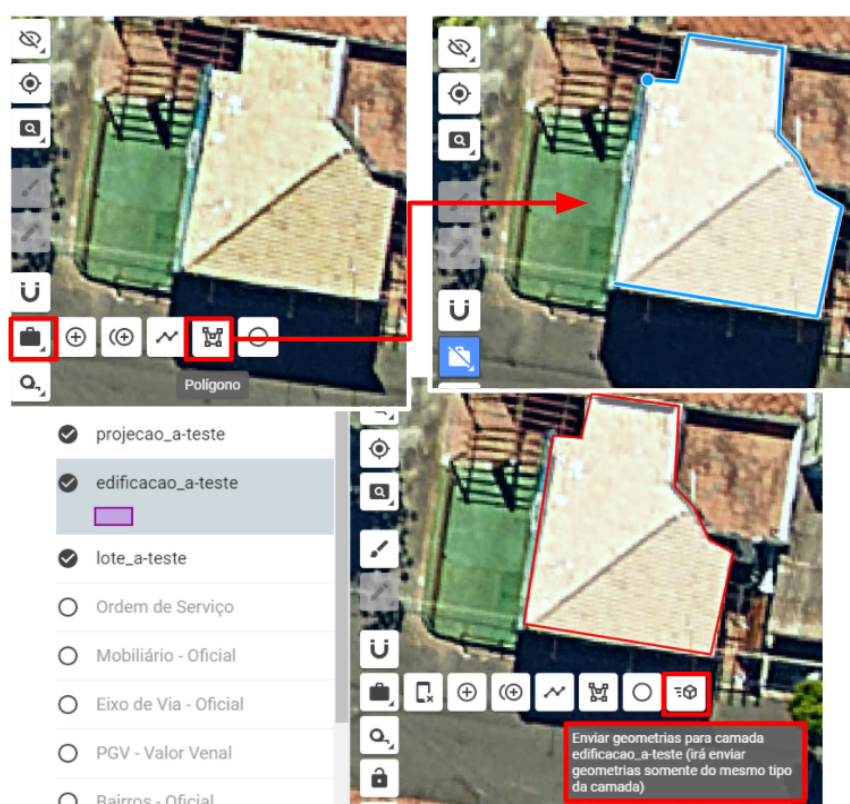 Polígono
projecao_a-teste
edificacao_a-teste
lote_a-teste
Ordem de Serviço
Mobiliário - Oficial
Eixo de Via - Oficial
PGV - Valor Venal
Bairros - Oficial
Enviar geometrias para camada
edificacao_a-teste (irá enviar
geometrias somente do mesmo tipo
da camada)